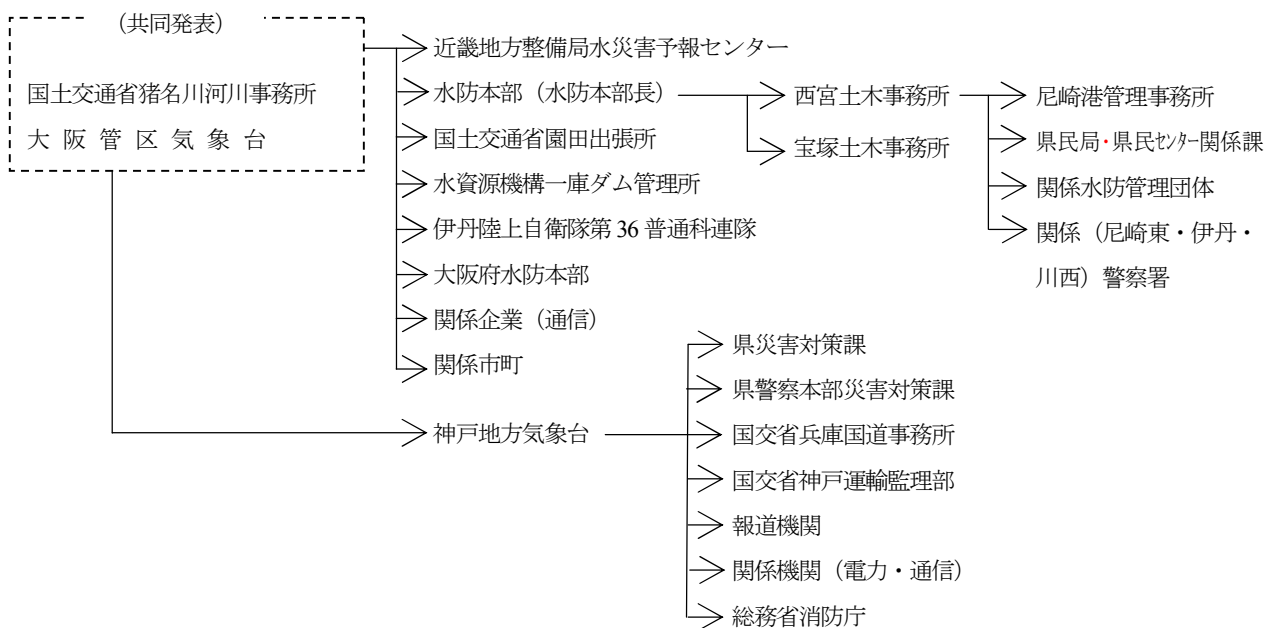 (共同発表)
国土交通省猪名川河川事務所
大阪管区気象台
近畿地方整備局水災害予報センター
水防本部(水防本部長)
西宮土木事務所
尼崎港管理事務所
国土交通省園田出張所
宝塚土木事務所
県民局・県民センター関係課
水資源機構一庫ダム管理所
関係水防管理団体
伊丹陸上自衛隊第36普通科連隊
関係(尼崎東・伊丹・
川西)警察署
大阪府水防本部
関係企業(通信)
関係市町
神戸地方気象台
県災害対策課
県警察本部災害対策課
国交省兵庫国道事務所
国交省神戸運輸監理部
報道機関
関係機関(電力・通信)
総務省消防庁